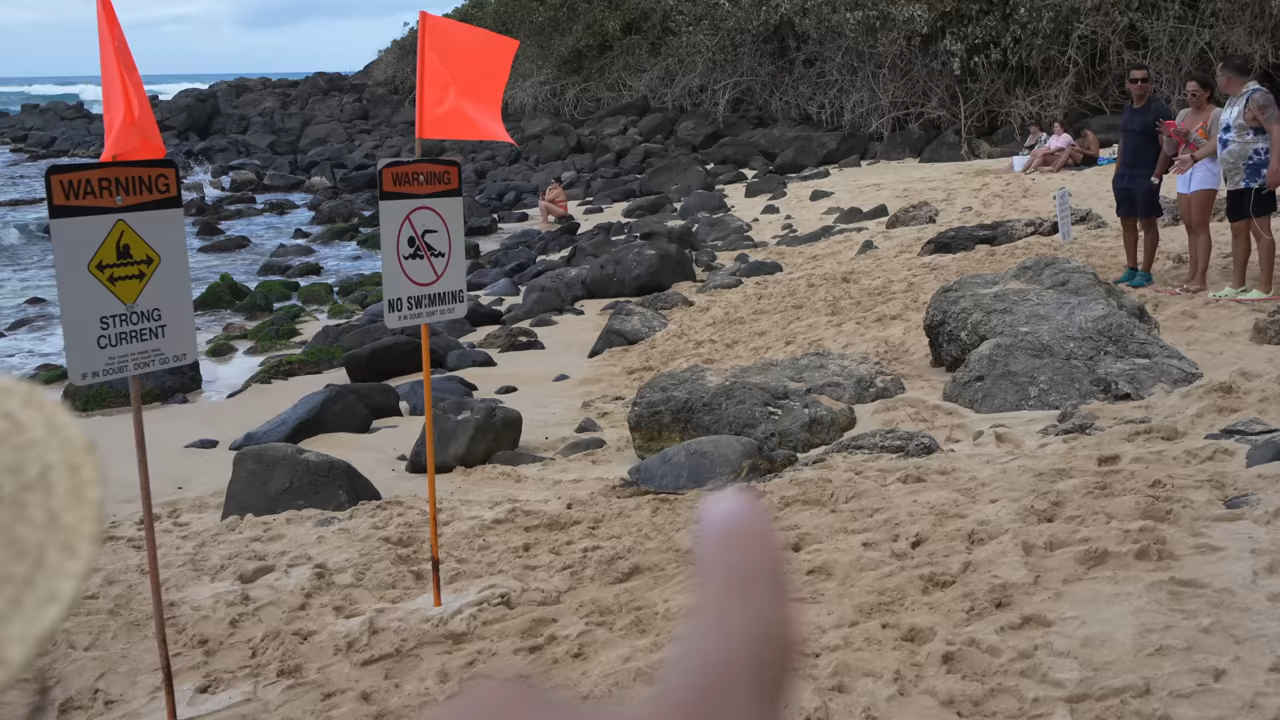 WARNING
STRONG
CURRENT
IF IN DOUBT, DON'T GO OUT
WARNING
NO SWIMMING
IF IN DOUBT, DON'T GO OUT